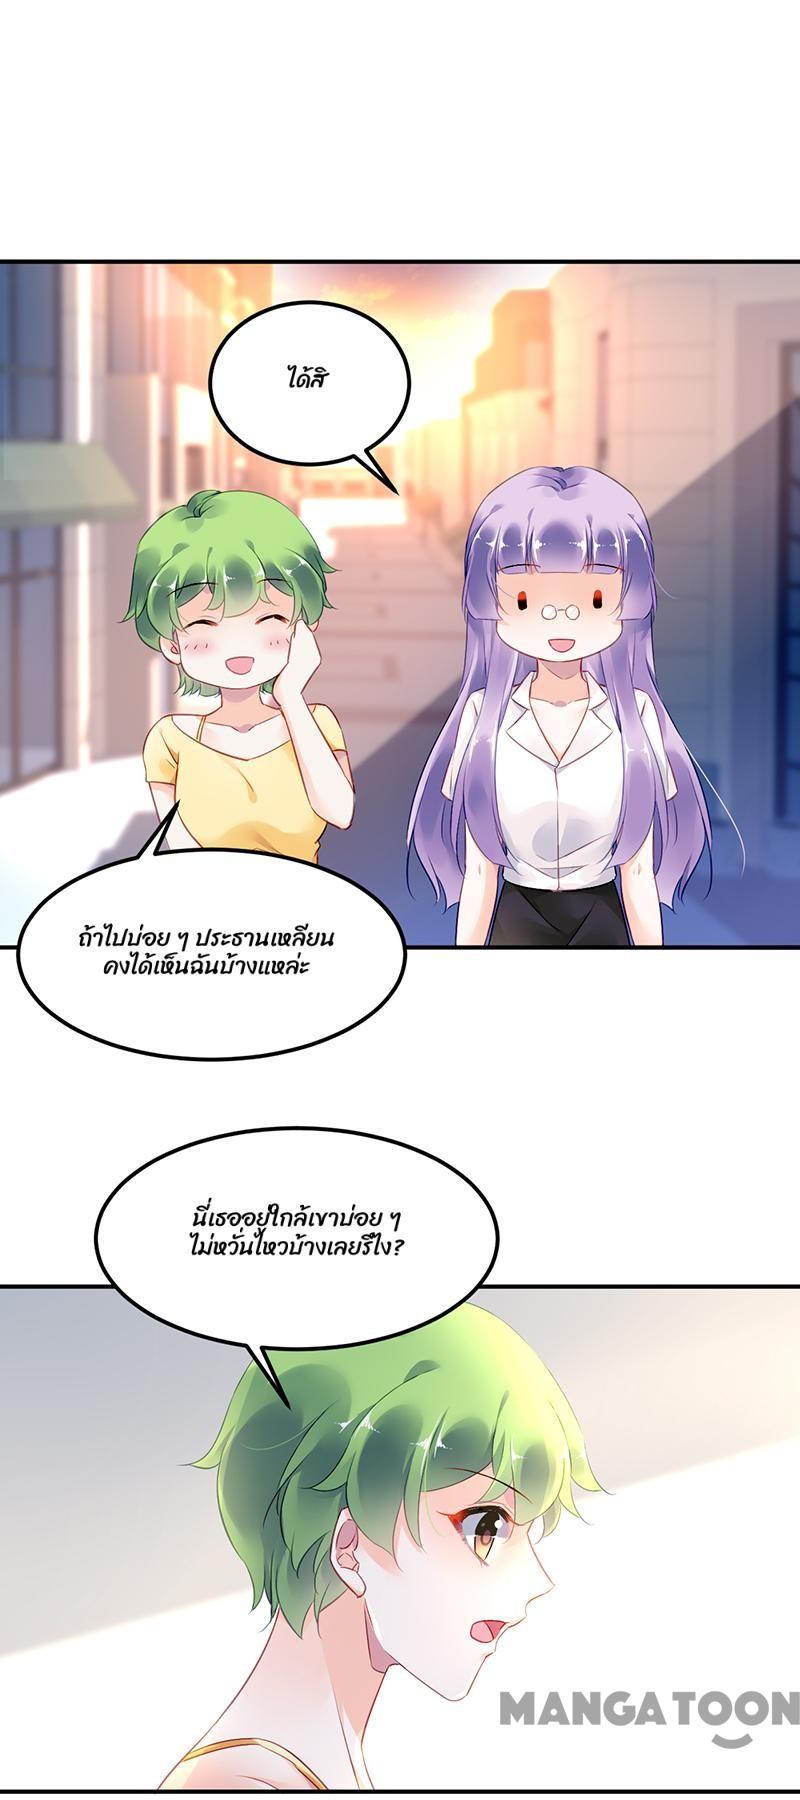 ได้สิ
ถ้าไปบ่อย ๆ ประธานเหลียน
คงได้เห็นฉันบ้างแหล่ะ
นี่เธออยู่ใกล้เขาบ่อย ๆ
ไม่หวั่นไหวบ้างเลยรึไง?
MANGATOON